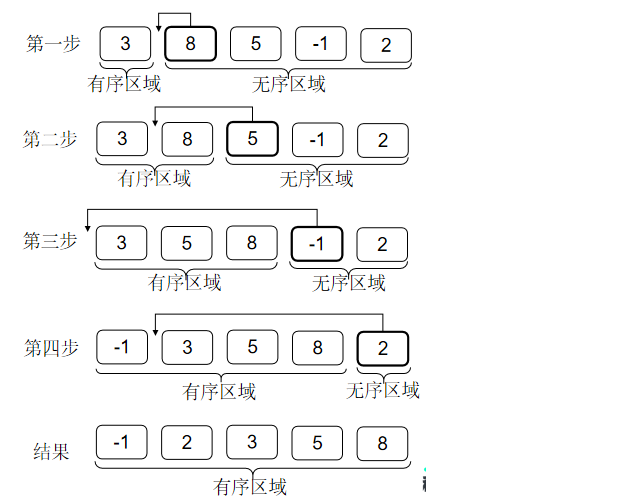 第一步 3 8 5 -1 2
有序区域 无序区域
第二步 3 8 5 -1 2
有序区域 无序区域
第三步 3 5 8 -1 2
有序区域 无序区域
第四步 -1 3 5 8 2
有序区域 无序区域
结果 -1 2 3 5 8
有序区域